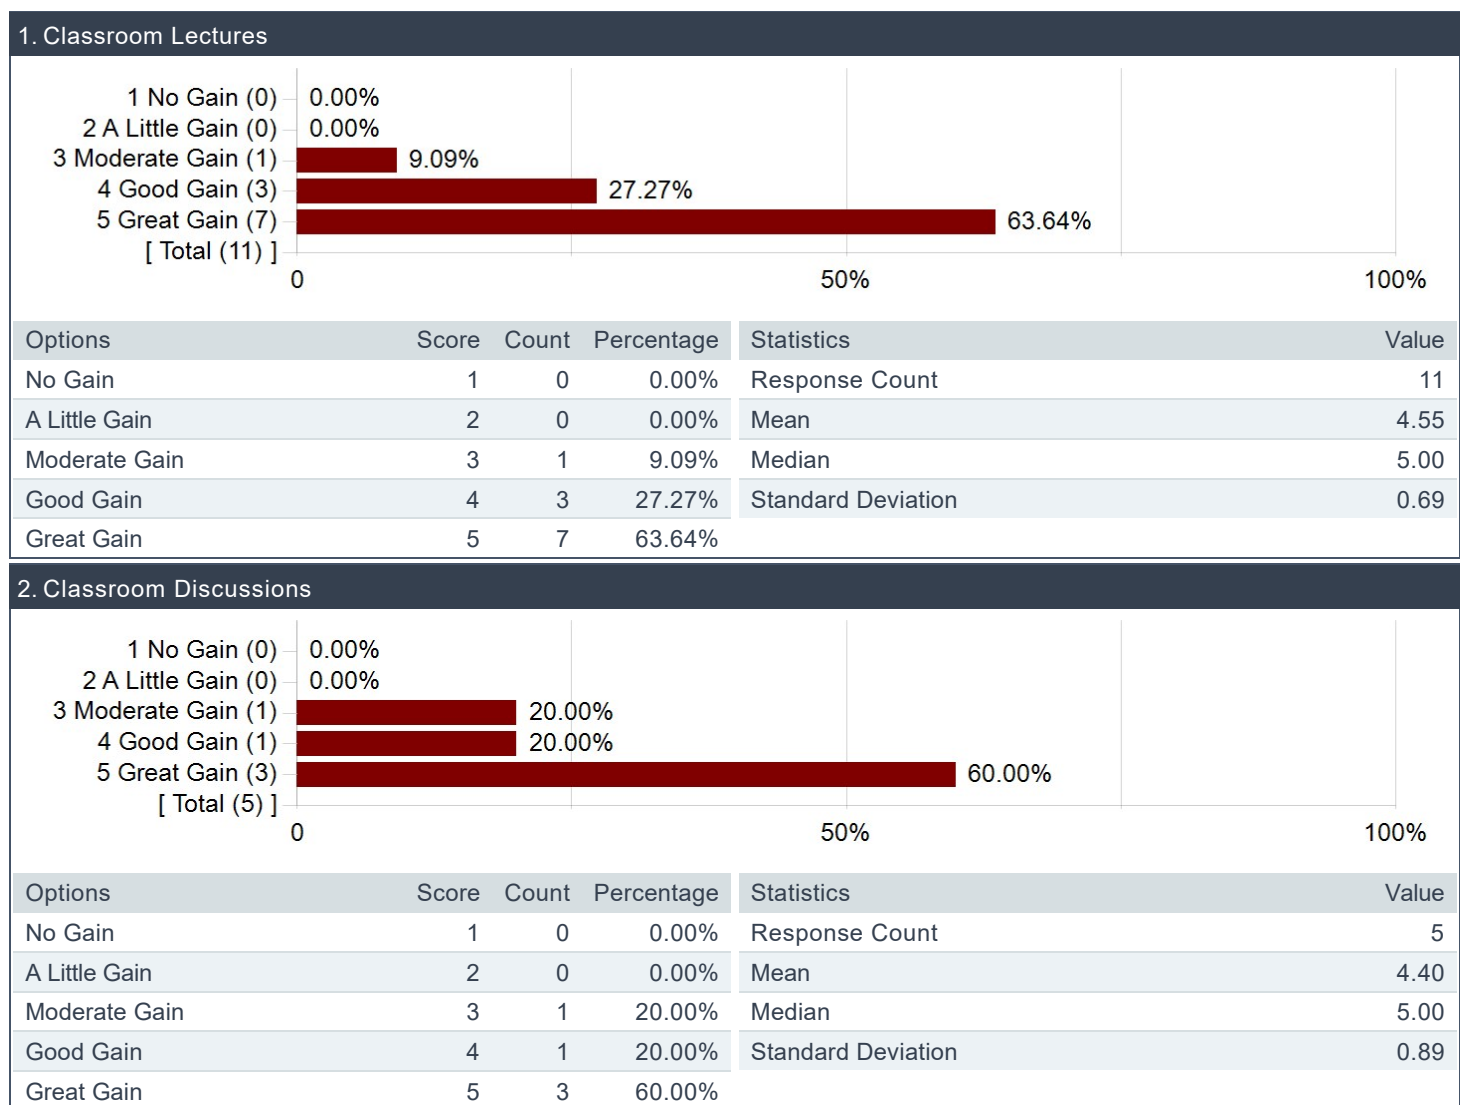 1. Classroom Lectures
1 No Gain (0) 0.00%
2 A Little Gain (0) 0.00%
3 Moderate Gain (1) 9.09%
4 Good Gain (3) 27.27%
5 Great Gain (7) 63.64%
[ Total (11) ]
0 50% 100%
Options Score Count Percentage Statistics Value
No Gain 1 0 0.00% Response Count 11
A Little Gain 2 0 0.00% Mean 4.55
Moderate Gain 3 1 9.09% Median 5.00
Good Gain 4 3 27.27% Standard Deviation 0.69
Great Gain 5 7 63.64%
2. Classroom Discussions
1 No Gain (0) 0.00%
2 A Little Gain (0) 0.00%
3 Moderate Gain (1) 20.00%
4 Good Gain (1) 20.00%
5 Great Gain (3) 60.00%
[ Total (5) ]
0 50% 100%
Options Score Count Percentage Statistics Value
No Gain 1 0 0.00% Response Count 5
A Little Gain 2 0 0.00% Mean 4.40
Moderate Gain 3 1 20.00% Median 5.00
Good Gain 4 1 20.00% Standard Deviation 0.89
Great Gain 5 3 60.00%